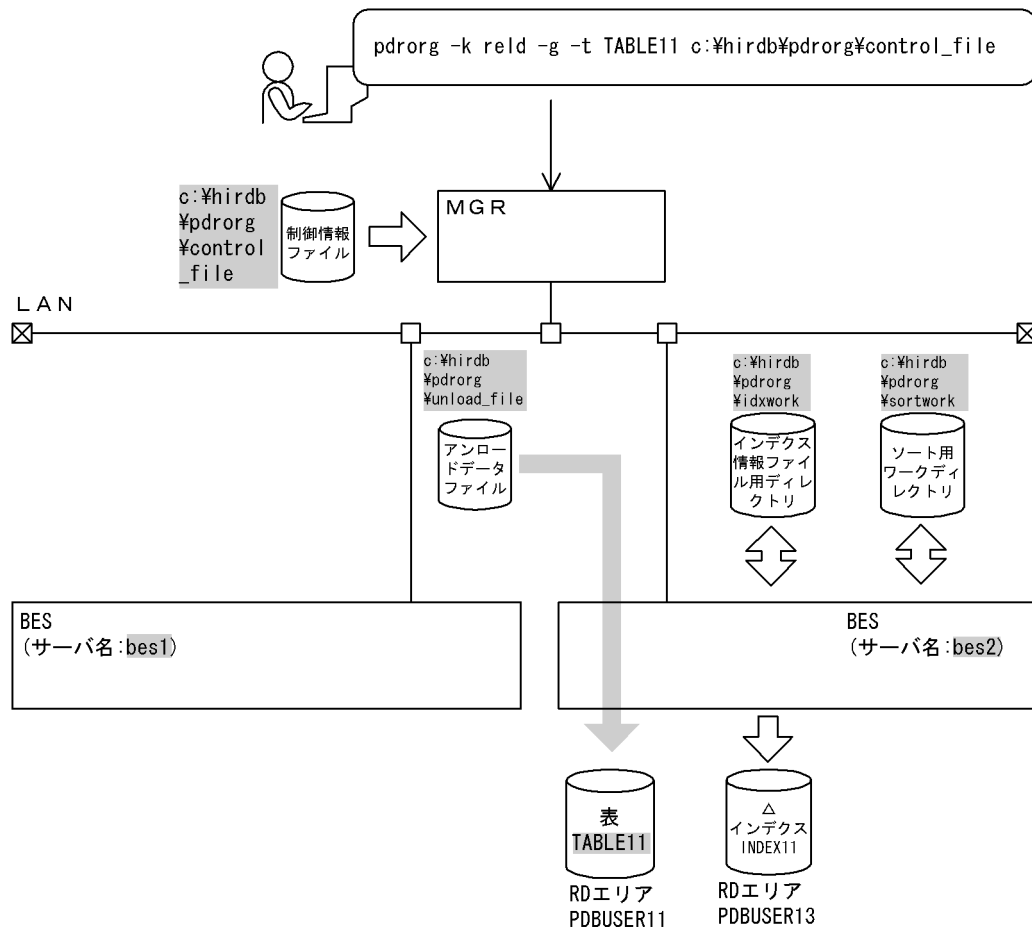 pdrorg -k reld -g -t TABLE11 c:¥hirdb¥pdrorg¥control_file
MGR
c:¥hirdb
¥pdrorg
¥control
_file
制御情報
ファイル
LAN
c:¥hirdb
¥pdrorg
¥unload_file
アンロー
ドデータ
ファイル
c:¥hirdb
¥pdrorg
¥idxwork
インデクス
情報ファイ
ル用ディレ
クトリ
c:¥hirdb
¥pdrorg
¥sortwork
ソート用
ワークディ
レクトリ
BES
(サーバ名:bes1)
BES
(サーバ名:bes2)
表
TABLE11
RDエリア
PDBUSER11
△
インデクス
INDEX11
RDエリア
PDBUSER13